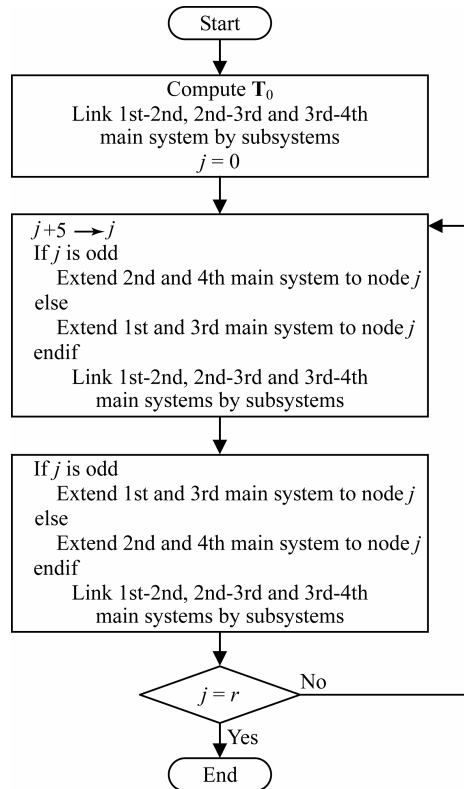 Start
Compute T₀
Link 1st-2nd, 2nd-3rd and 3rd-4th
main system by subsystems
j = 0
j+5 → j
If j is odd
Extend 2nd and 4th main system to node j
else
Extend 1st and 3rd main system to node j
endif
Link 1st-2nd, 2nd-3rd and 3rd-4th
main systems by subsystems
If j is odd
Extend 1st and 3rd main system to node j
else
Extend 2nd and 4th main system to node j
endif
Link 1st-2nd, 2nd-3rd and 3rd-4th
main systems by subsystems
j = r
No
Yes
End